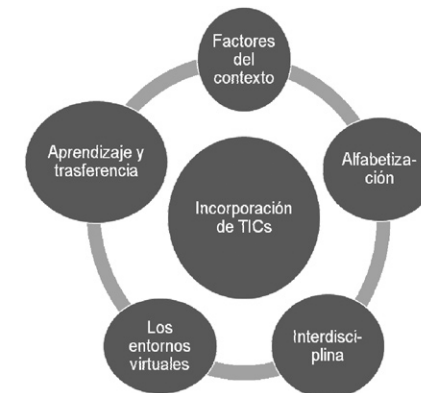 Factores
del
contexto
Alfabetiza-
ción
Interdisci-
plina
Los
entornos
virtuales
Aprendizaje y
trasferencia
Incorporación
de TICs